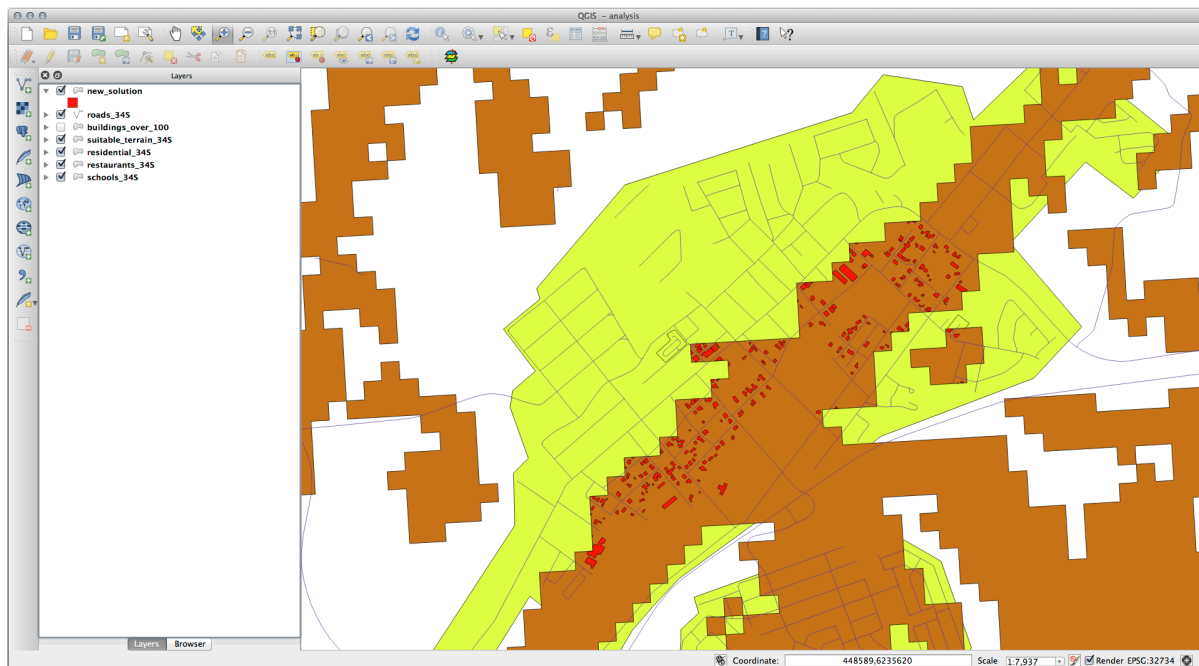 QGIS - analysis
Layers
new_solution
roads_34S
buildings_over_100
suitable_terrain_34S
residential_34S
restaurants_34S
schools_34S
Layers
Browser
Coordinate:
448589,6235620
Scale
1:7,937
Render
EPSG:32734